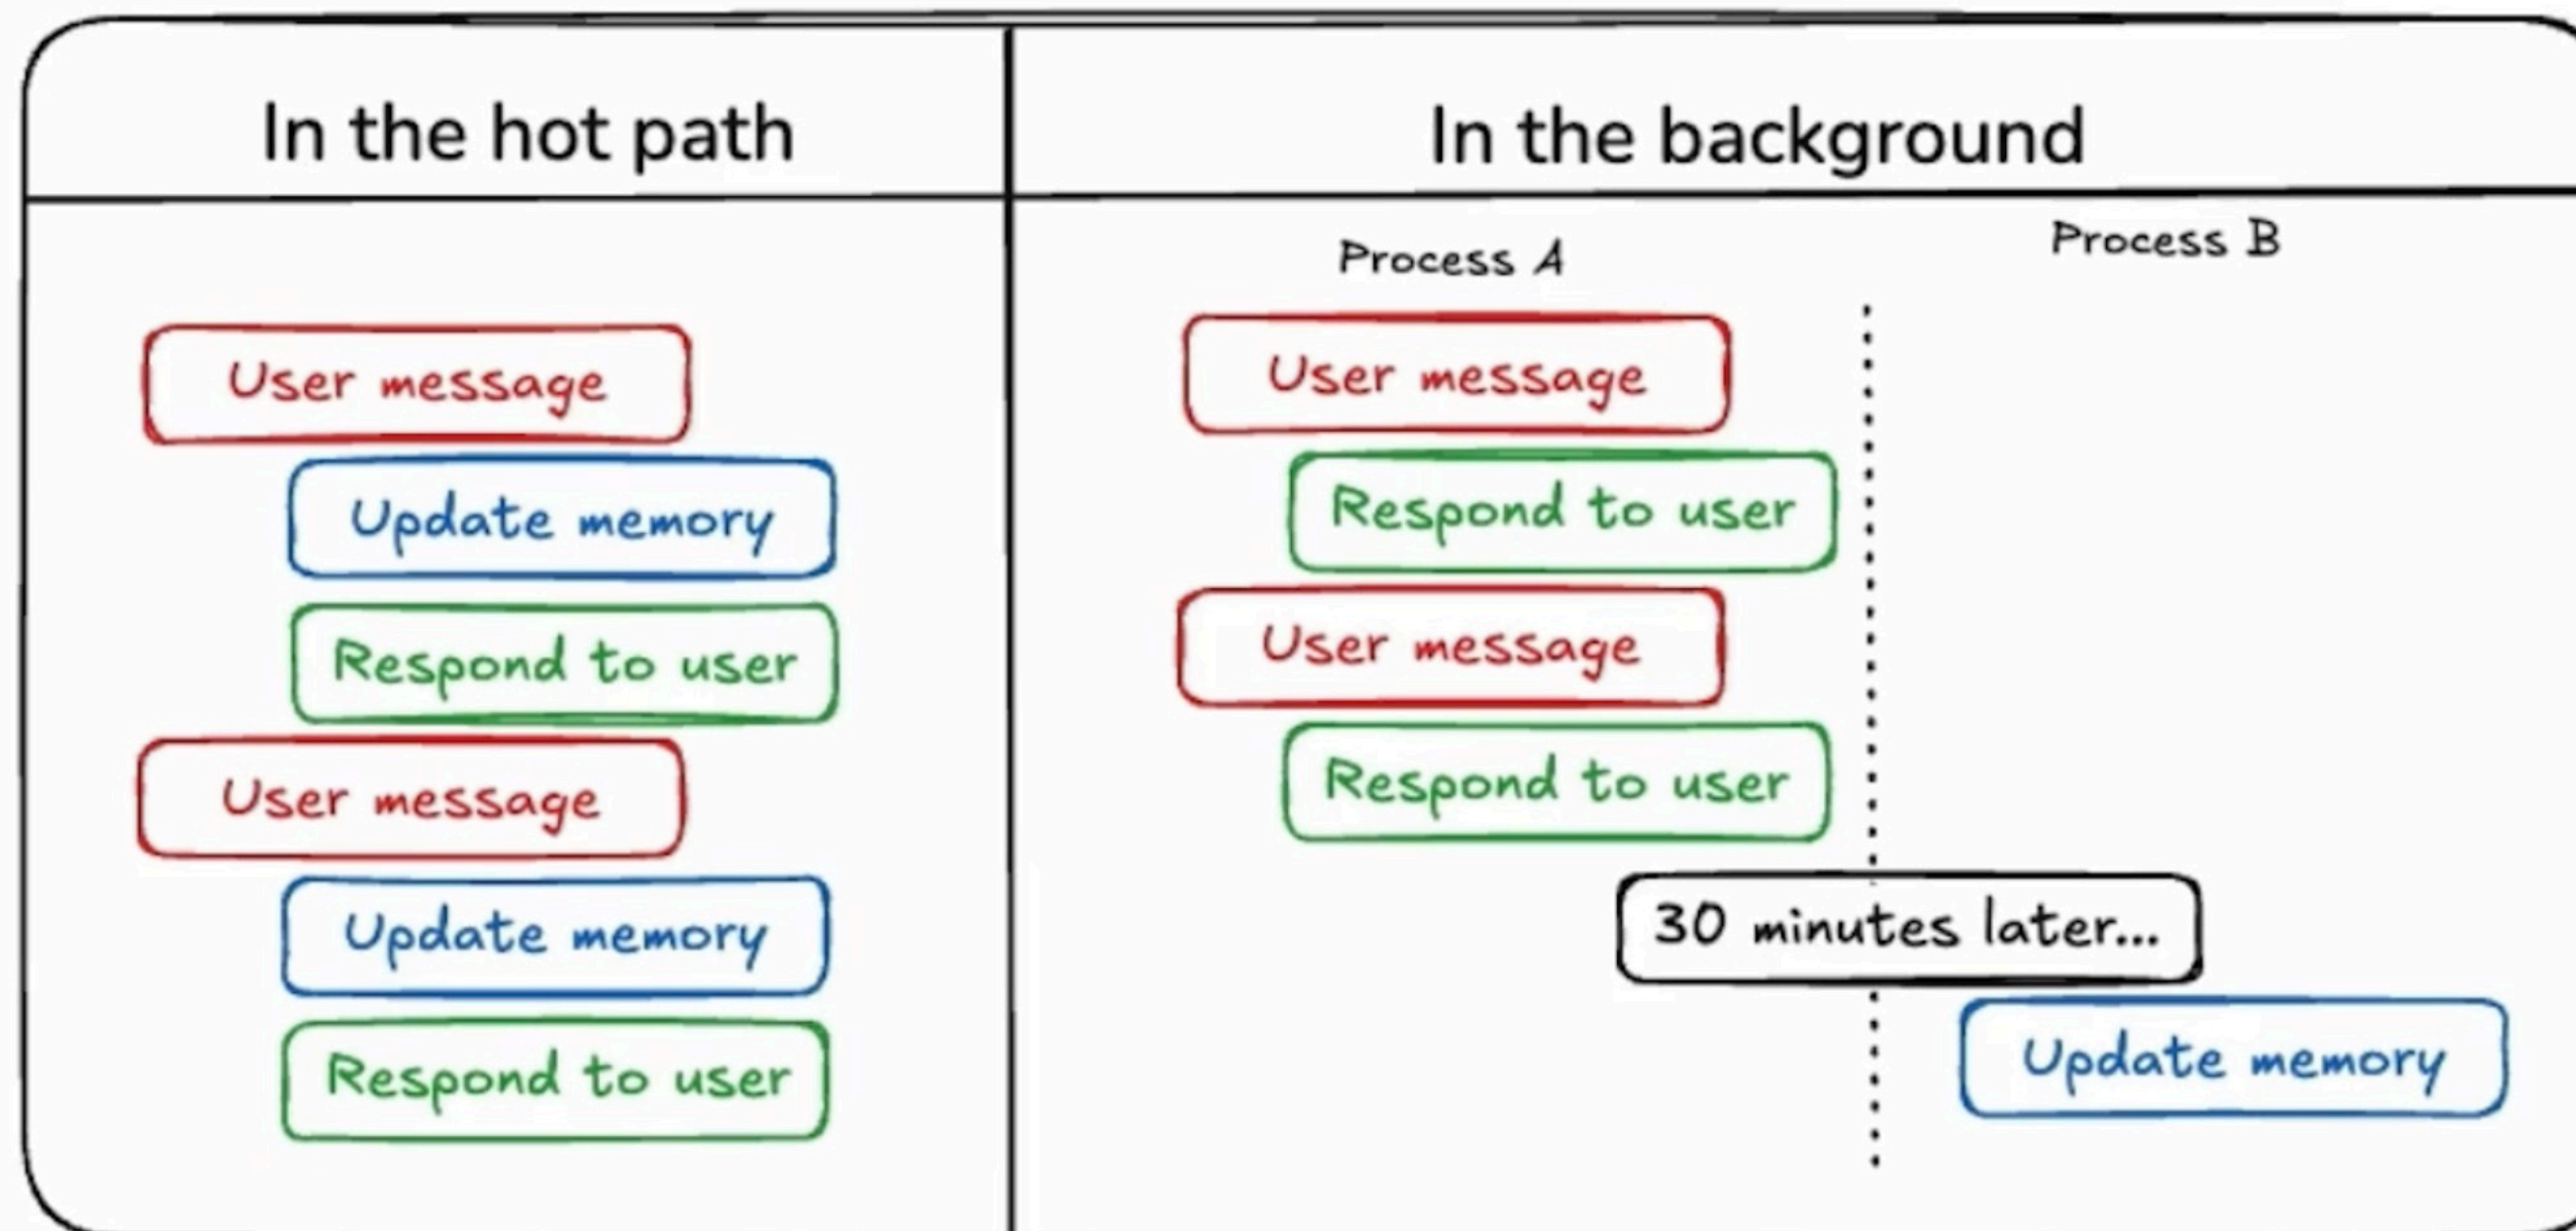 In the hot path
User message
Update memory
Respond to user
User message
Update memory
Respond to user
In the background
Process A
Process B
User message
Respond to user
User message
Respond to user
30 minutes later...
Update memory